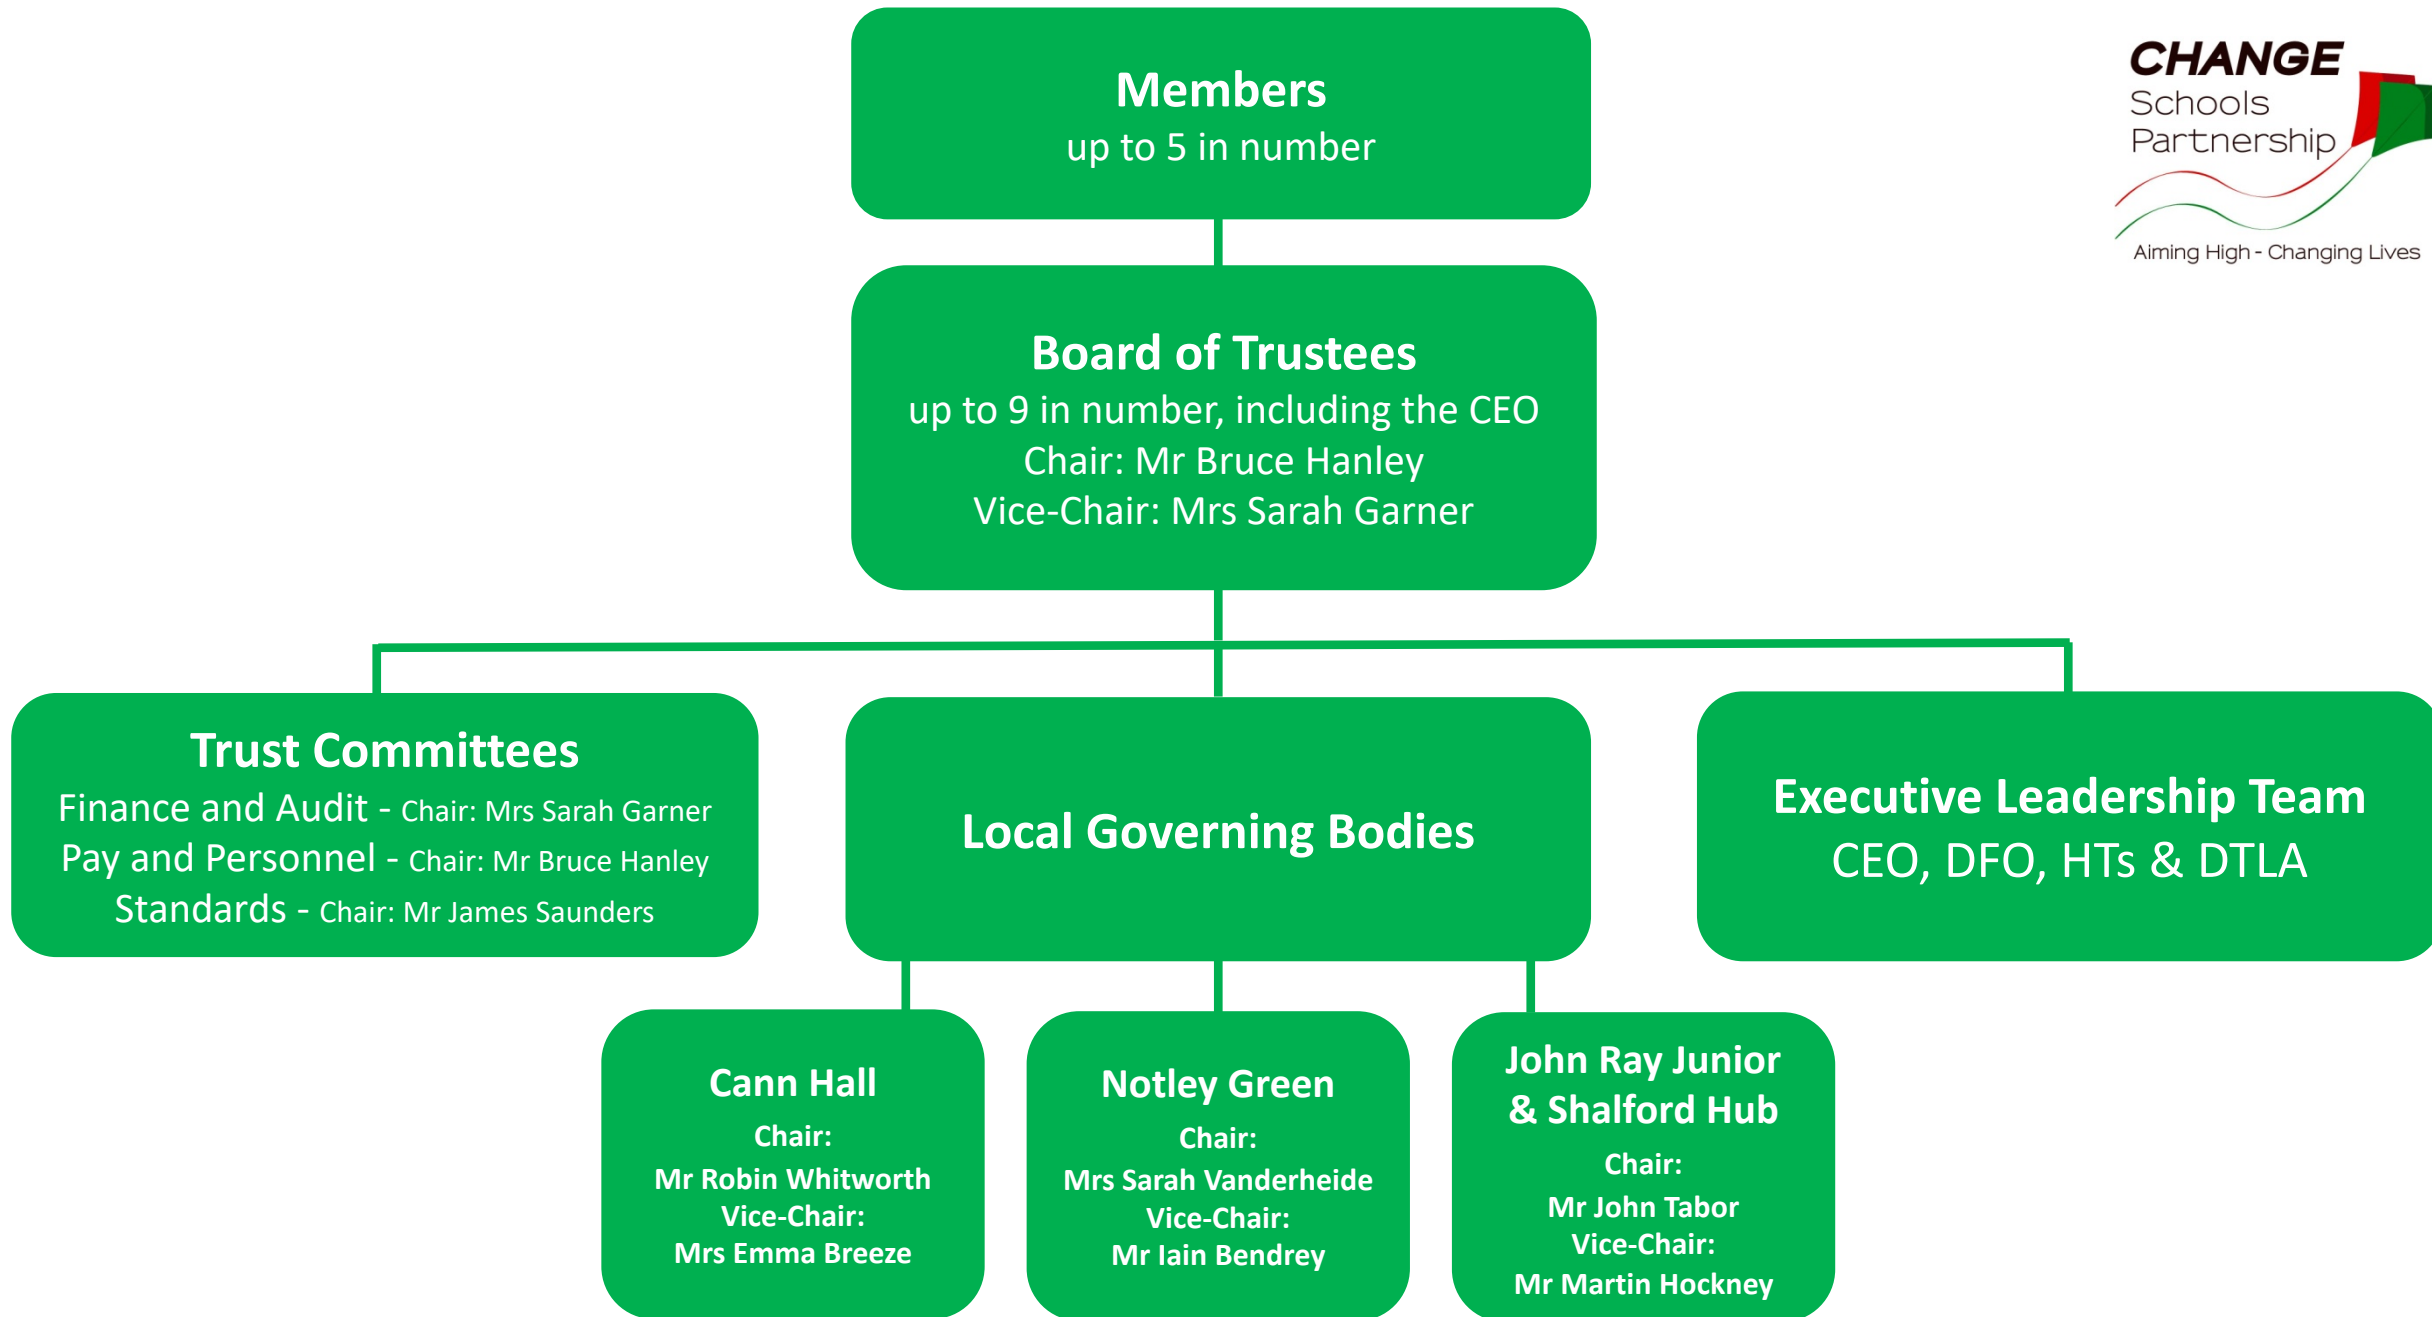 Members
up to 5 in number
CHANGE
Schools
Partnership
Aiming High - Changing Lives
Board of Trustees
up to 9 in number, including the CEO
Chair: Mr Bruce Hanley
Vice-Chair: Mrs Sarah Garner
Trust Committees
Finance and Audit - Chair: Mrs Sarah Garner
Pay and Personnel - Chair: Mr Bruce Hanley
Standards - Chair: Mr James Saunders
Local Governing Bodies
Executive Leadership Team
CEO, DFO, HTs & DTLA
Cann Hall
Chair:
Mr Robin Whitworth
Vice-Chair:
Mrs Emma Breeze
Notley Green
Chair:
Mrs Sarah Vanderheide
Vice-Chair:
Mr Iain Bendrey
John Ray Junior
& Shalford Hub
Chair:
Mr John Tabor
Vice-Chair:
Mr Martin Hockney